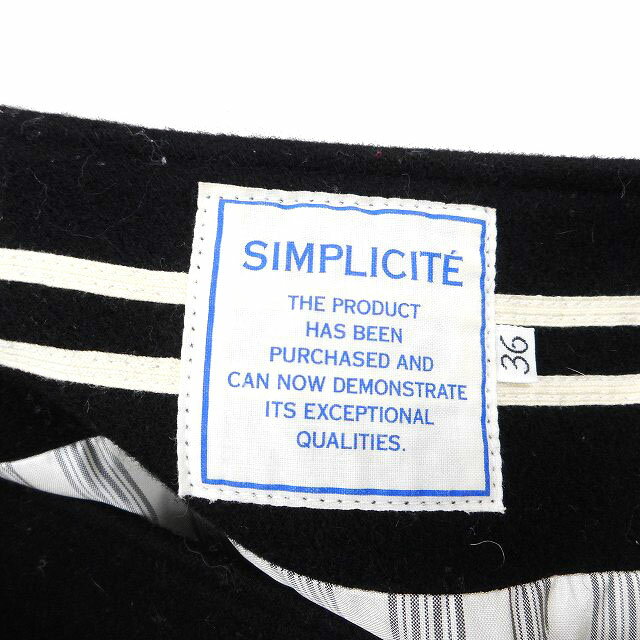 SIMPLICITÉ
THE PRODUCT
HAS BEEN
PURCHASED AND
CAN NOW DEMONSTRATE
ITS EXCEPTIONAL
QUALITIES.
36